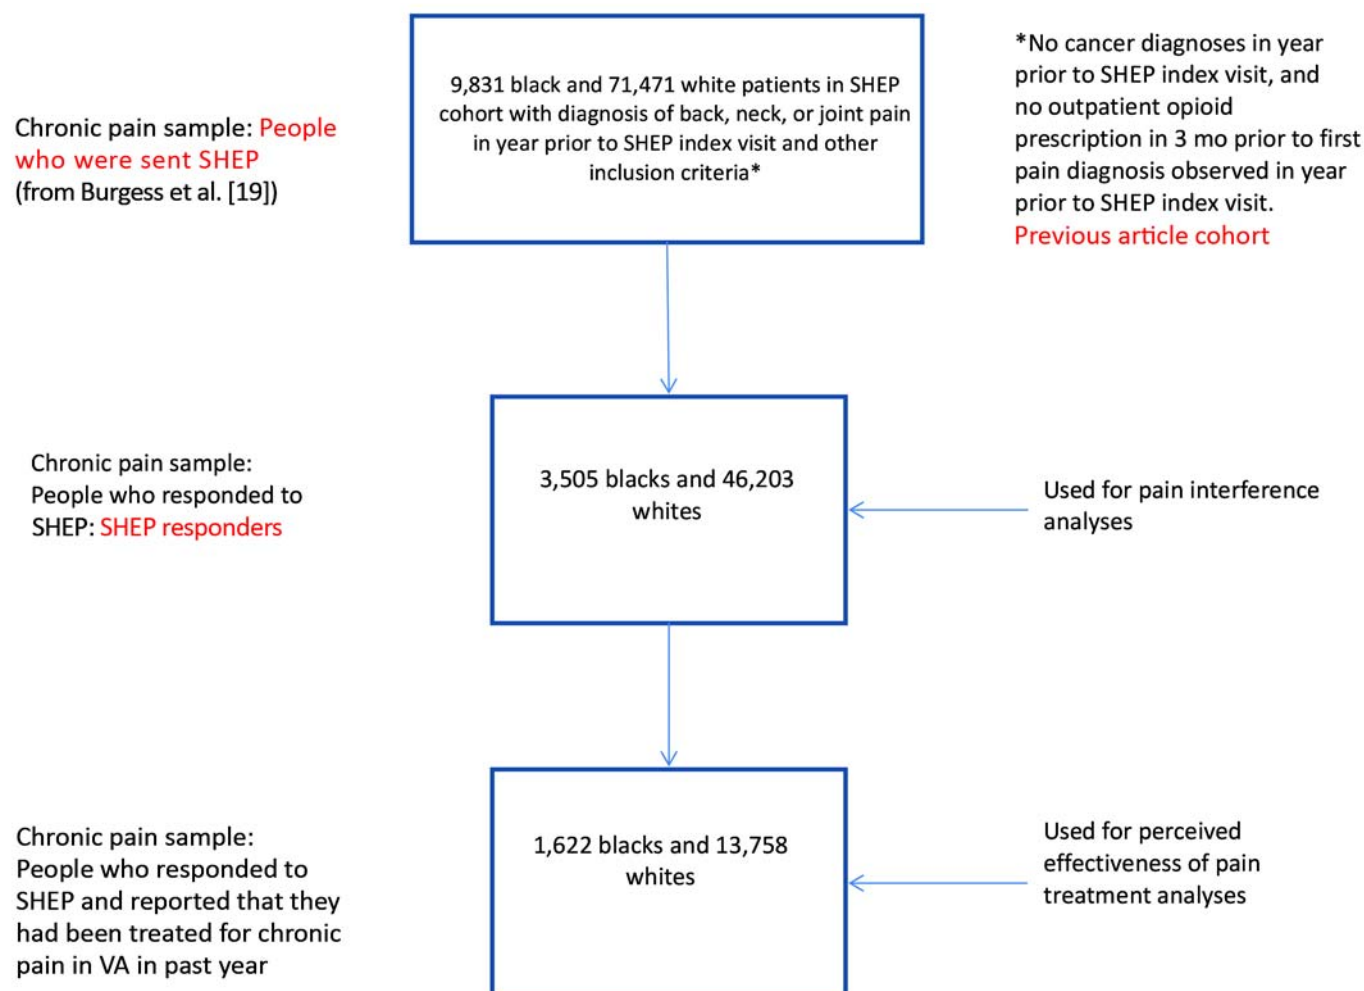 9,831 black and 71,471 white patients in SHEP
cohort with diagnosis of back, neck, or joint pain
in year prior to SHEP index visit and other
inclusion criteria*
Chronic pain sample: People
who were sent SHEP
(from Burgess et al. [19])
*No cancer diagnoses in year
prior to SHEP index visit, and
no outpatient opioid
prescription in 3 mo prior to first
pain diagnosis observed in year
prior to SHEP index visit.
Previous article cohort
Chronic pain sample:
People who responded to
SHEP: SHEP responders
3,505 blacks and 46,203
whites
Used for pain interference
analyses
Chronic pain sample:
People who responded to
SHEP and reported that they
had been treated for chronic
pain in VA in past year
1,622 blacks and 13,758
whites
Used for perceived
effectiveness of pain
treatment analyses